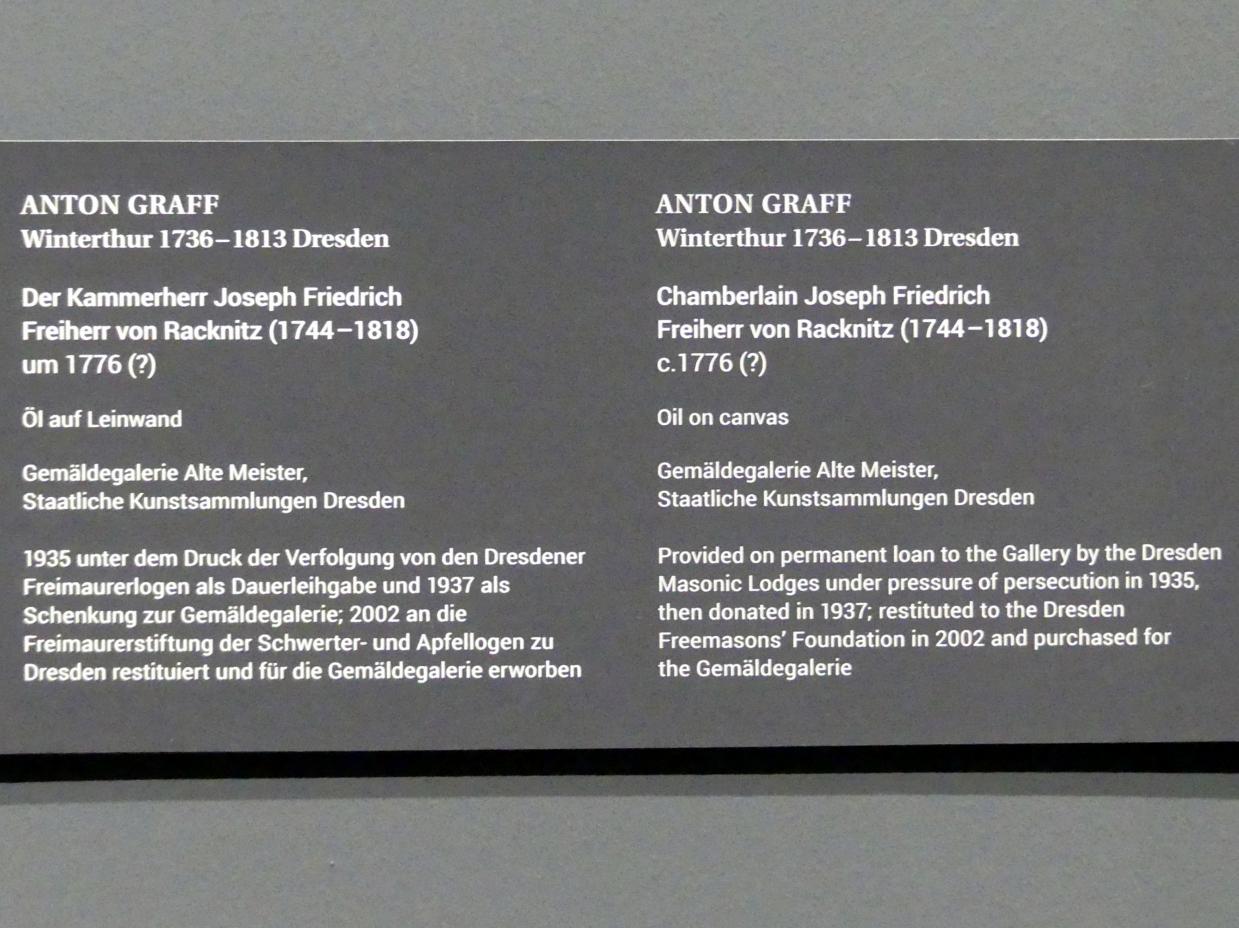 ANTON GRAFF
Winterthur 1736–1813 Dresden
Der Kammerherr Joseph Friedrich
Freiherr von Racknitz (1744–1818)
um 1776 (?)
Öl auf Leinwand
Gemäldegalerie Alte Meister,
Staatliche Kunstsammlungen Dresden
1935 unter dem Druck der Verfolgung von den Dresdener
Freimaurerlogen als Dauerleihgabe und 1937 als
Schenkung zur Gemäldegalerie; 2002 an die
Freimaurerstiftung der Schwerter- und Apfellogen zu
Dresden restituiert und für die Gemäldegalerie erworben
ANTON GRAFF
Winterthur 1736–1813 Dresden
Chamberlain Joseph Friedrich
Freiherr von Racknitz (1744–1818)
c.1776 (?)
Oil on canvas
Gemäldegalerie Alte Meister,
Staatliche Kunstsammlungen Dresden
Provided on permanent loan to the Gallery by the Dresden
Masonic Lodges under pressure of persecution in 1935,
then donated in 1937; restituted to the Dresden
Freemasons’ Foundation in 2002 and purchased for
the Gemäldegalerie